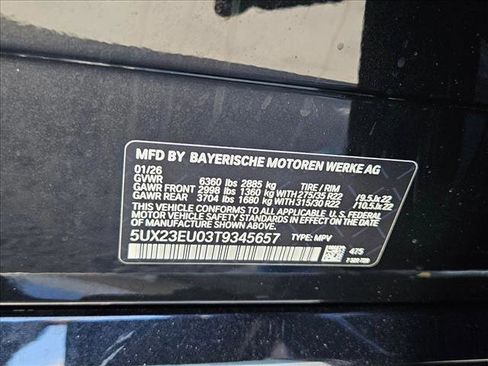 MFD BY BAYERISCHE MOTOREN WERKE AG
01/26
GVWR 6360 lbs 2885 kg TIRE / RIM
GAWR FRONT 2998 lbs 1360 kg WITH 275/35 RZZ / 9.5Jx22
GAWR REAR 3704 lbs 1680 kg WITH 315/30 RZZ / 10.5Jx22
THIS VEHICLE CONFORMS TO ALL APPLICABLE U.S. FEDERAL
MOTOR VEHICLE SAFETY STANDARDS IN EFFECT ON THE
DATE OF MANUFACTURE SHOWN ABOVE.
5UX23EU03T9345657 TYPE: MPV
475